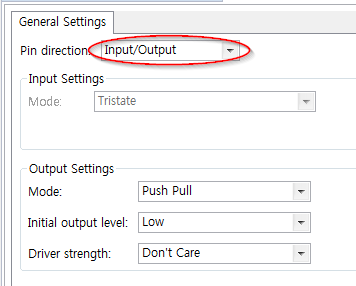 General Settings
Pin direction: Input/Output
Input Settings
Mode: Tristate
Output Settings
Mode: Push Pull
Initial output level: Low
Driver strength: Don't Care